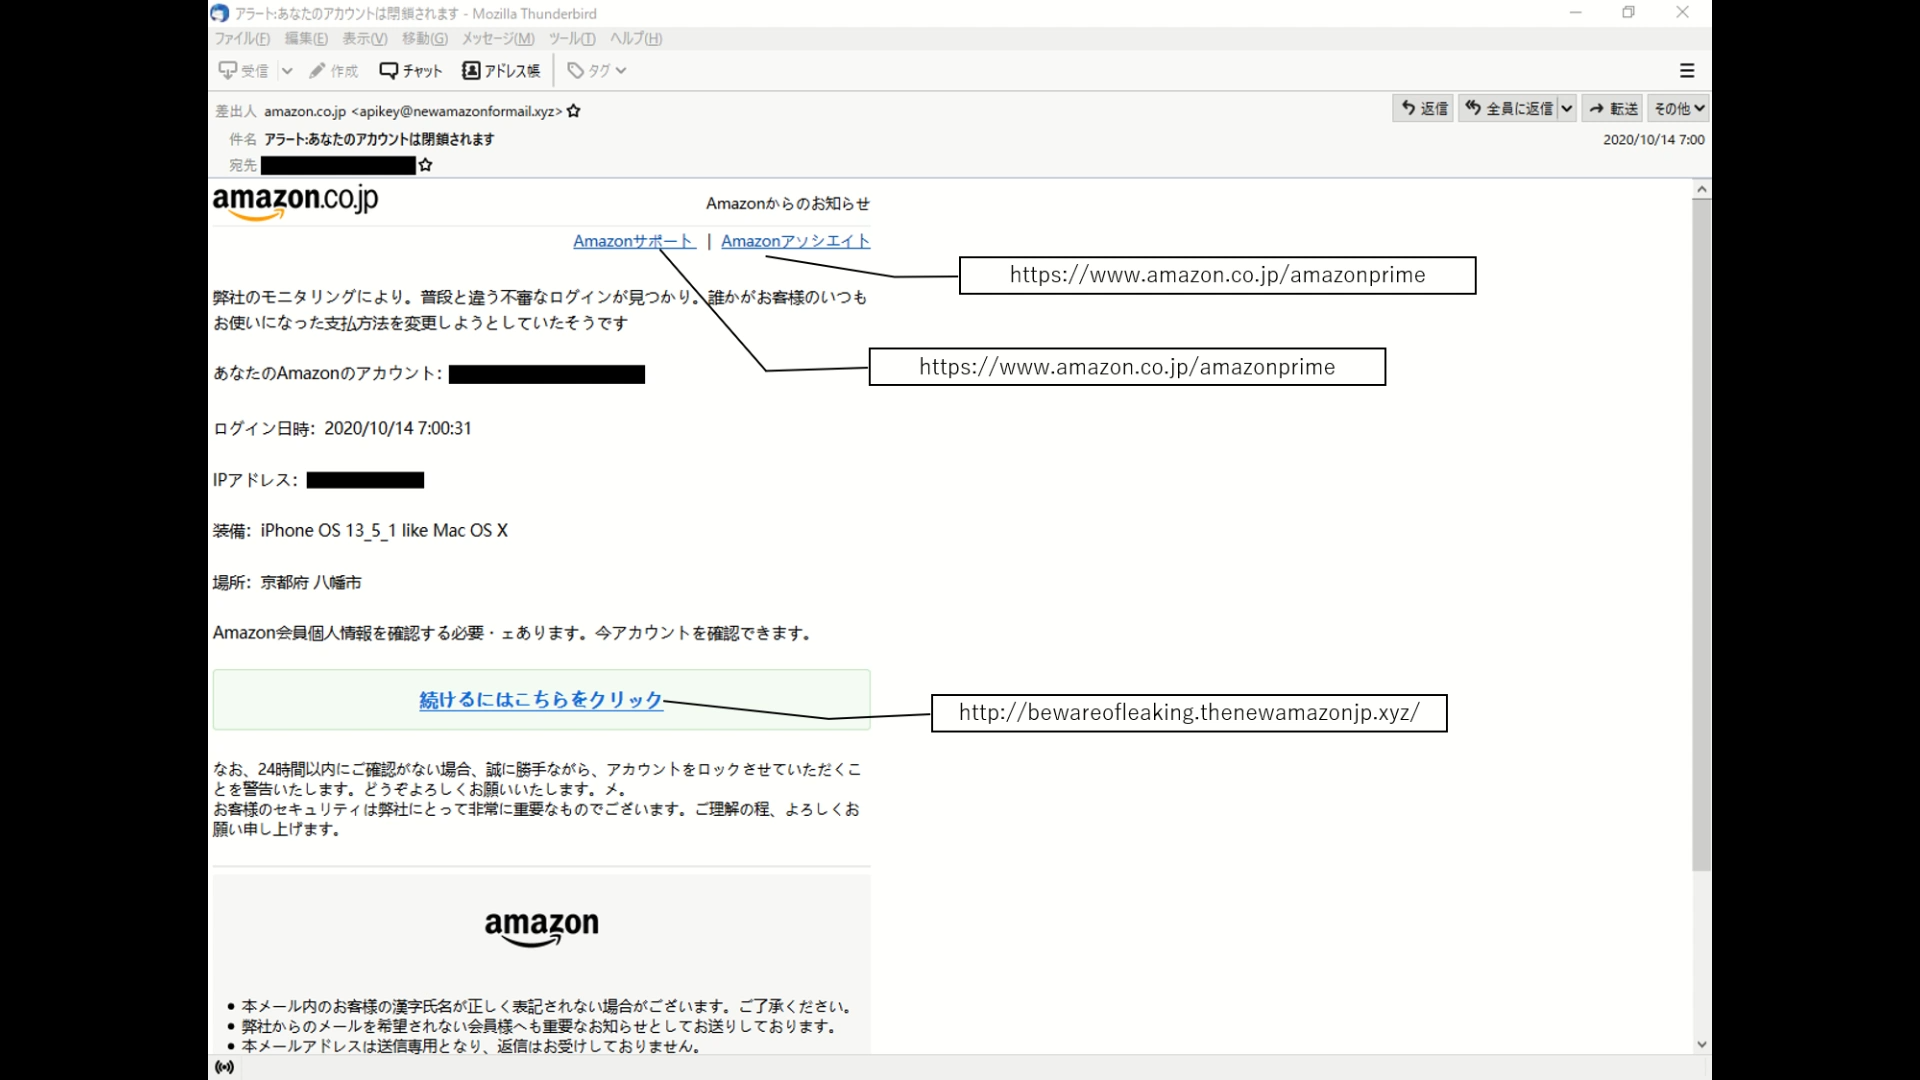 アラート:あなたのアカウントは閉鎖されます - Mozilla Thunderbird
ファイル(F) 編集(E) 表示(V) 移動(G) メッセージ(M) ツール(T) ヘルプ(H)
受信 作成 チャット アドレス帳 タグ
差出人 amazon.co.jp <apikey@newamazonformail.xyz>
返信 全員に返信 転送 その他
件名 アラート:あなたのアカウントは閉鎖されます
2020/10/14 7:00
宛先
amazon.co.jp
Amazonからのお知らせ
Amazonサポート | Amazonアソシエイト
https://www.amazon.co.jp/amazonprime
弊社のモニタリングにより。普段と違う不審なログインが見つかり。誰かがお客様のいつも
お使いになった支払方法を変更しようとしていたそうです
https://www.amazon.co.jp/amazonprime
あなたのAmazonのアカウント:
ログイン日時: 2020/10/14 7:00:31
IPアドレス:
装備: iPhone OS 13_5_1 like Mac OS X
場所: 京都府 八幡市
Amazon会員個人情報を確認する必要・ェあります。今アカウントを確認できます。
続けるにはこちらをクリック
http://bewareofleaking.thenewamazonjp.xyz/
なお、24時間以内にご確認がない場合、誠に勝手ながら、アカウントをロックさせていただくこ
とを警告いたします。どうぞよろしくお願いいたします。メ。
お客様のセキュリティは弊社にとって非常に重要なものでございます。ご理解の程、よろしくお
願い申し上げます。
amazon
● 本メール内のお客様の漢字氏名が正しく表記されない場合がございます。ご了承ください。
● 弊社からのメールを希望されない会員様へも重要なお知らせとしてお送りしております。
● 本メールアドレスは送信専用となり、返信はお受けしておりません。